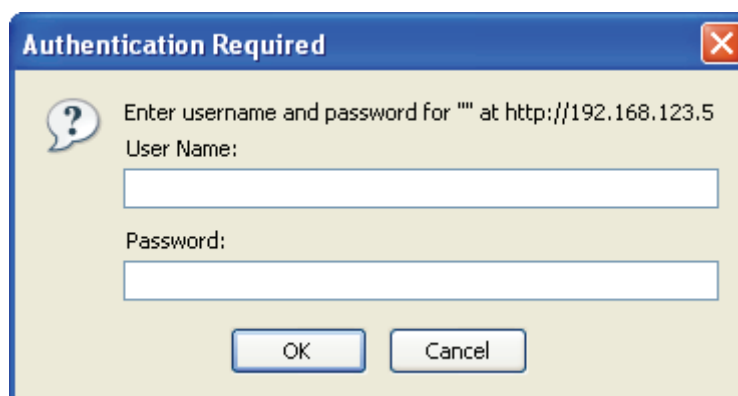 Authentication Required
Enter username and password for "" at http://192.168.123.5
User Name:
Password:
OK Cancel